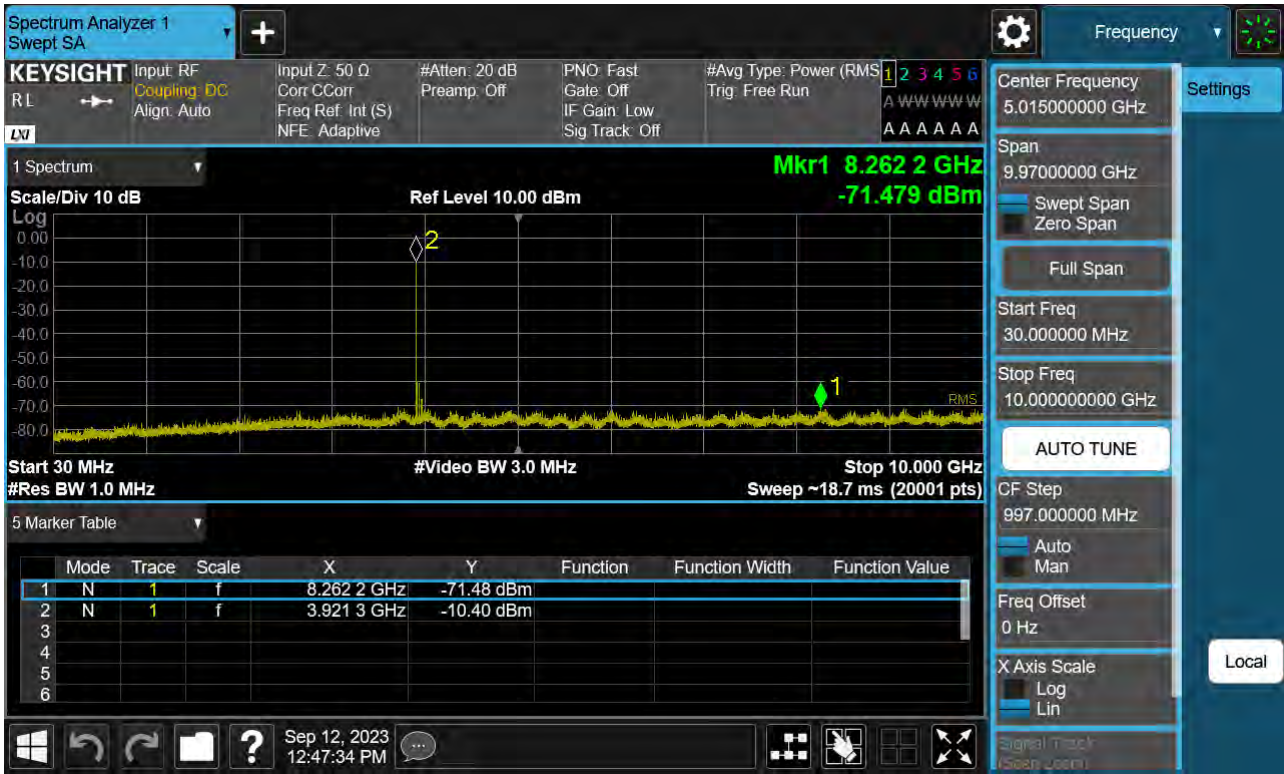 Spectrum Analyzer 1
Swept SA
Frequency
KEYSIGHT
RL
LXI
Input: RF
Coupling: DC
Align: Auto
Input Z: 50 Ω
Corr CCorr
Freq Ref: Int (S)
NFE: Adaptive
#Atten: 20 dB
Preamp: Off
PNO: Fast
Gate: Off
IF Gain: Low
Sig Track: Off
#Avg Type: Power (RMS
Trig: Free Run
1 2 3 4 5 6
A W W W W W
A A A A A A
1 Spectrum
Mkr1 8.262 2 GHz
-71.479 dBm
Scale/Div 10 dB
Ref Level 10.00 dBm
Log
0.00
-10.0
-20.0
-30.0
-40.0
-50.0
-60.0
-70.0
-80.0
2
1
RMS
Start 30 MHz
#Video BW 3.0 MHz
Stop 10.000 GHz
#Res BW 1.0 MHz
Sweep ~18.7 ms (20001 pts)
5 Marker Table
Mode Trace Scale X Y Function Function Width Function Value
1 N 1 f 8.262 2 GHz -71.48 dBm
2 N 1 f 3.921 3 GHz -10.40 dBm
3
4
5
6
Sep 12, 2023
12:47:34 PM
Center Frequency
5.015000000 GHz
Span
9.97000000 GHz
Swept Span
Zero Span
Full Span
Start Freq
30.000000 MHz
Stop Freq
10.000000000 GHz
AUTO TUNE
CF Step
997.000000 MHz
Auto
Man
Freq Offset
0 Hz
X Axis Scale
Log
Lin
Signal Track
(Span Zoom)
Settings
Local